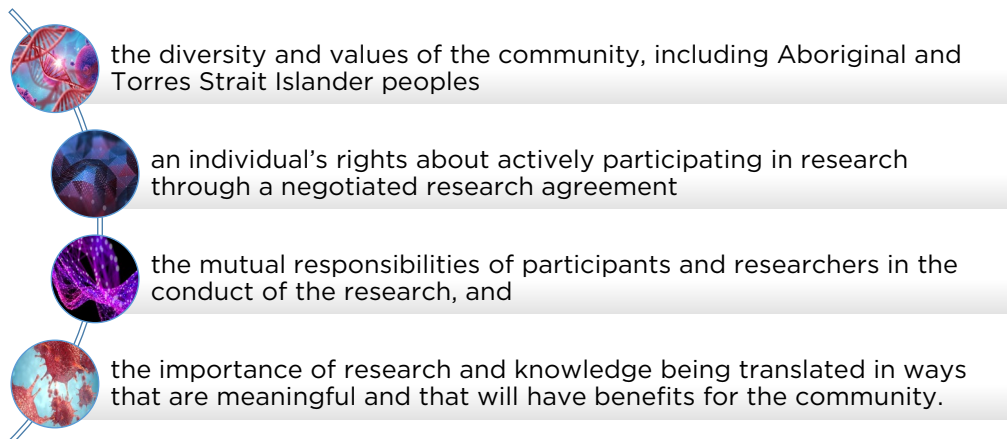 the diversity and values of the community, including Aboriginal and
Torres Strait Islander peoples
an individual’s rights about actively participating in research
through a negotiated research agreement
the mutual responsibilities of participants and researchers in the
conduct of the research, and
the importance of research and knowledge being translated in ways
that are meaningful and that will have benefits for the community.